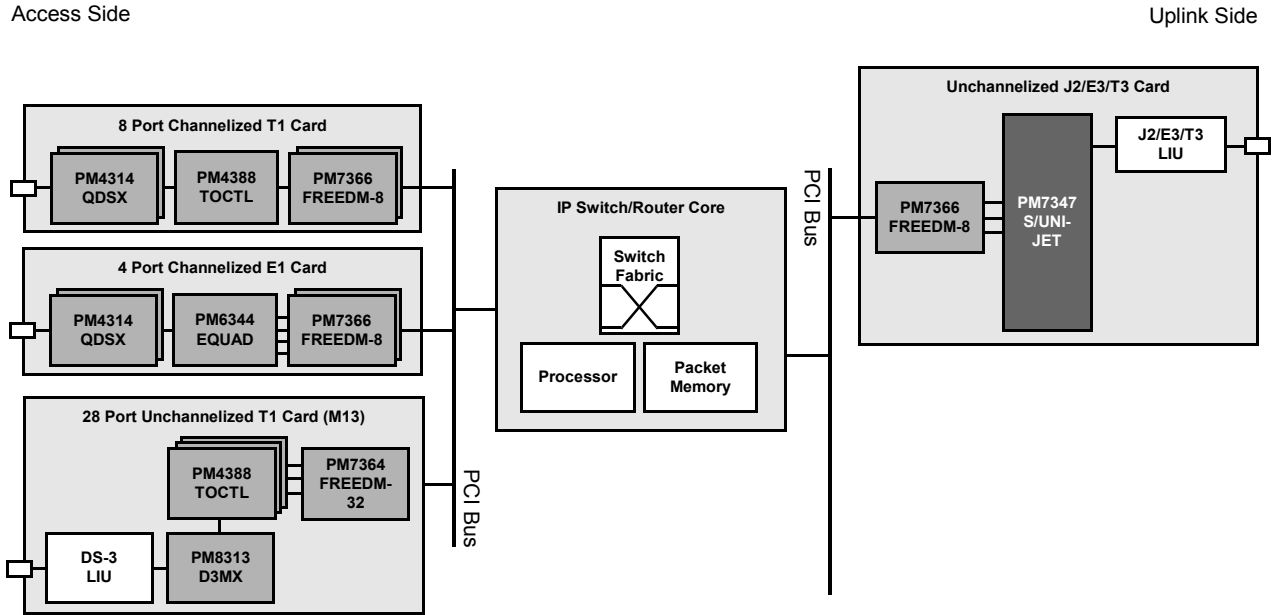 Access Side
Uplink Side
8 Port Channelized T1 Card
PM4314
QDSX
PM4388
TOCTL
PM7366
FREEDM-8
4 Port Channelized E1 Card
PM4314
QDSX
PM6344
EQUAD
PM7366
FREEDM-8
28 Port Unchannelized T1 Card (M13)
PM4388
TOCTL
PM7364
FREEDM-
32
DS-3
LIU
PM8313
D3MX
PCI Bus
IP Switch/Router Core
Switch
Fabric
Processor
Packet
Memory
PCI Bus
Unchannelized J2/E3/T3 Card
PM7366
FREEDM-8
PM7347
S/UNI-
JET
J2/E3/T3
LIU